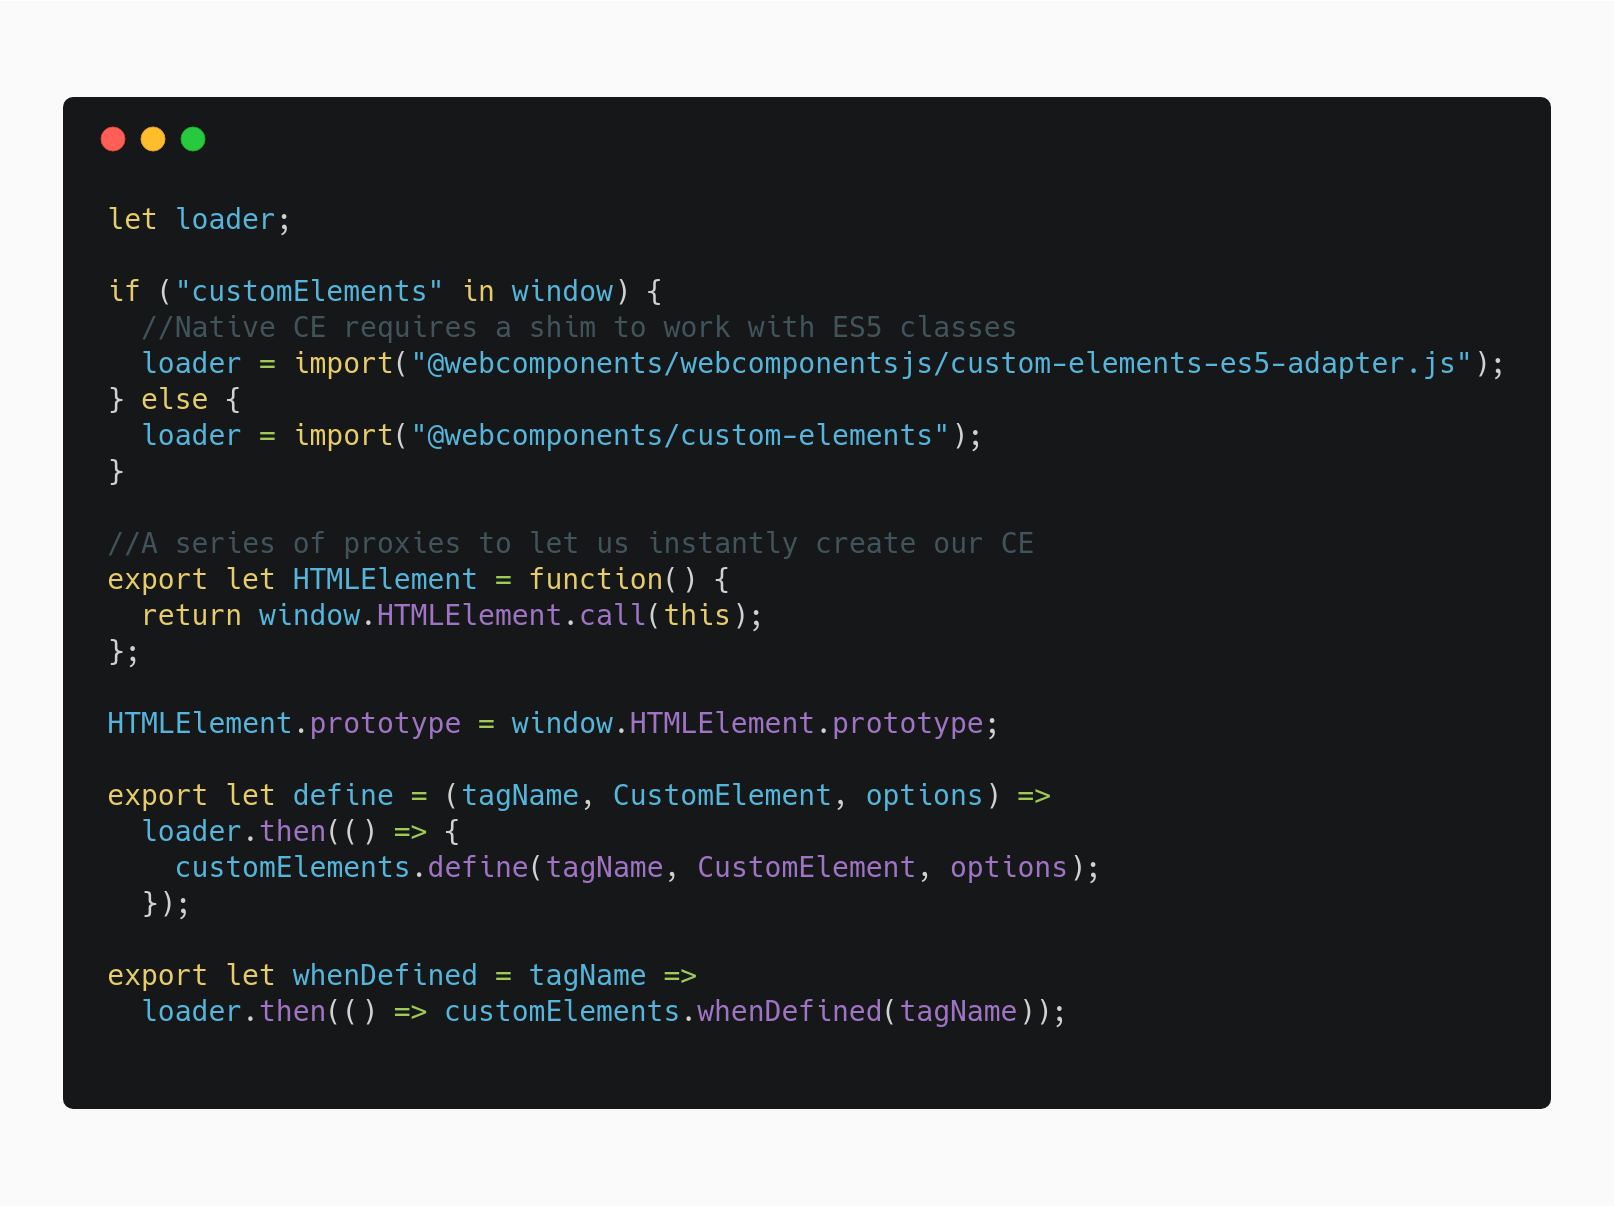 let loader;
if ("customElements" in window) {
  //Native CE requires a shim to work with ES5 classes
  loader = import("@webcomponents/webcomponentsjs/custom-elements-es5-adapter.js");
} else {
  loader = import("@webcomponents/custom-elements");
}
//A series of proxies to let us instantly create our CE
export let HTMLElement = function() {
  return window.HTMLElement.call(this);
};
HTMLElement.prototype = window.HTMLElement.prototype;
export let define = (tagName, CustomElement, options) =>
  loader.then(() => {
    customElements.define(tagName, CustomElement, options);
  });
export let whenDefined = tagName =>
  loader.then(() => customElements.whenDefined(tagName));